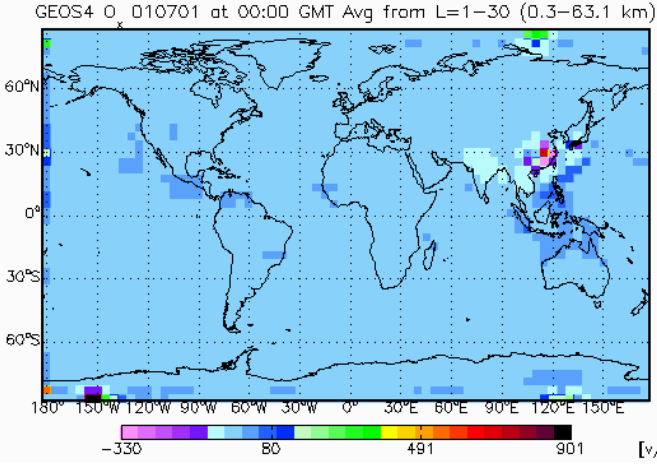 GEOS4 Ox 010701 at 00:00 GMT Avg from L=1-30 (0.3-63.1 km)
60°N
30°N
0°
30°S
60°S
180° 150°W 120°W 90°W 60°W 30°W 0° 30°E 60°E 90°E 120°E 150°E
-330 80 491 901 [v/